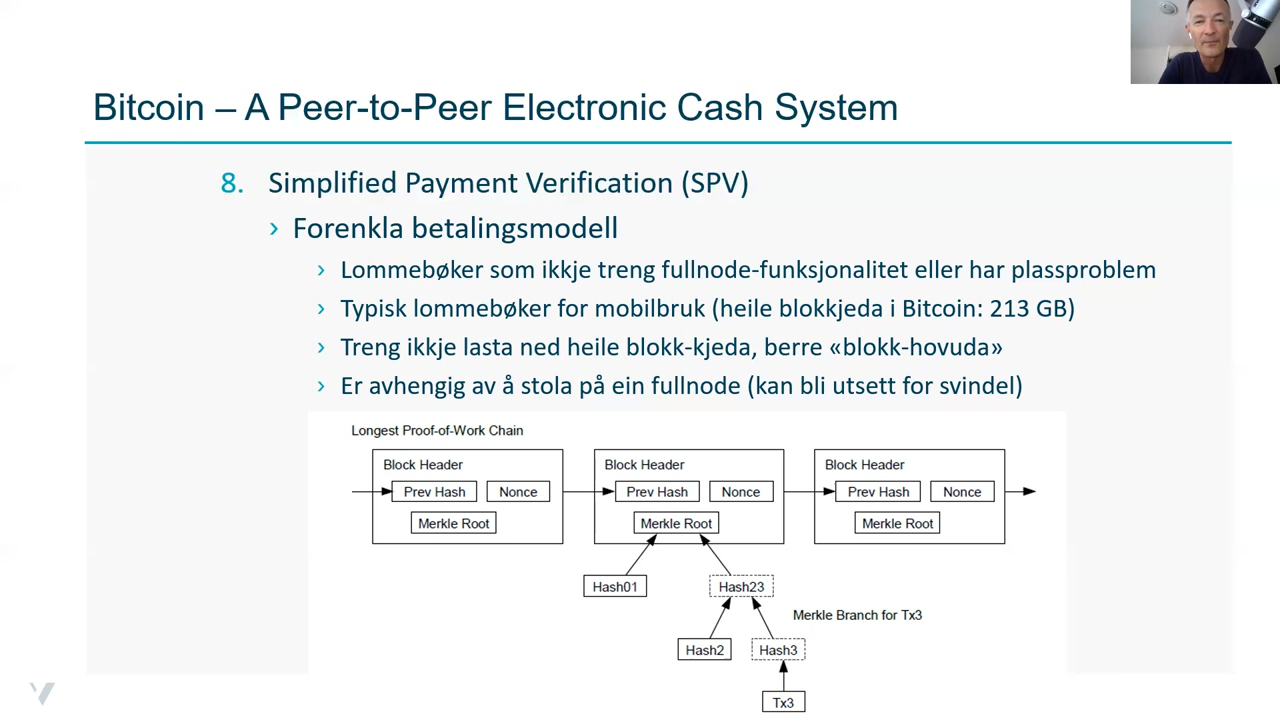 Bitcoin – A Peer-to-Peer Electronic Cash System
8. Simplified Payment Verification (SPV)
› Forenkla betalingsmodell
› Lommebøker som ikkje treng fullnode-funksjonalitet eller har plassproblem
› Typisk lommebøker for mobilbruk (heile blokkjeda i Bitcoin: 213 GB)
› Treng ikkje lasta ned heile blokk-kjeda, berre «blokk-hovuda»
› Er avhengig av å stola på ein fullnode (kan bli utsett for svindel)
Longest Proof-of-Work Chain
Block Header Block Header Block Header
Prev Hash Nonce Prev Hash Nonce Prev Hash Nonce
Merkle Root Merkle Root Merkle Root
Hash01 Hash23
Merkle Branch for Tx3
Hash2 Hash3
Tx3